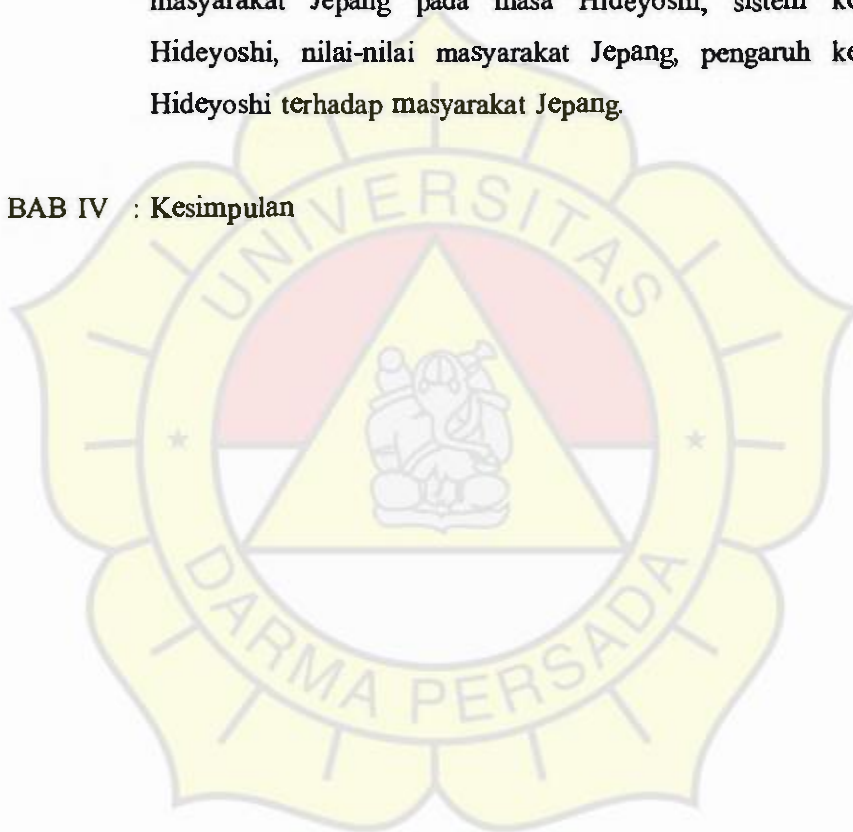 masyarakat Jepang pada masa Hideyoshi, sistem
Hideyoshi, nilai-nilai masyarakat Jepang, pengaruh
Hideyoshi terhadap masyarakat Jepang.
BAB IV : Kesimpulan
UNIVERSITAS
DARMA PERSADA